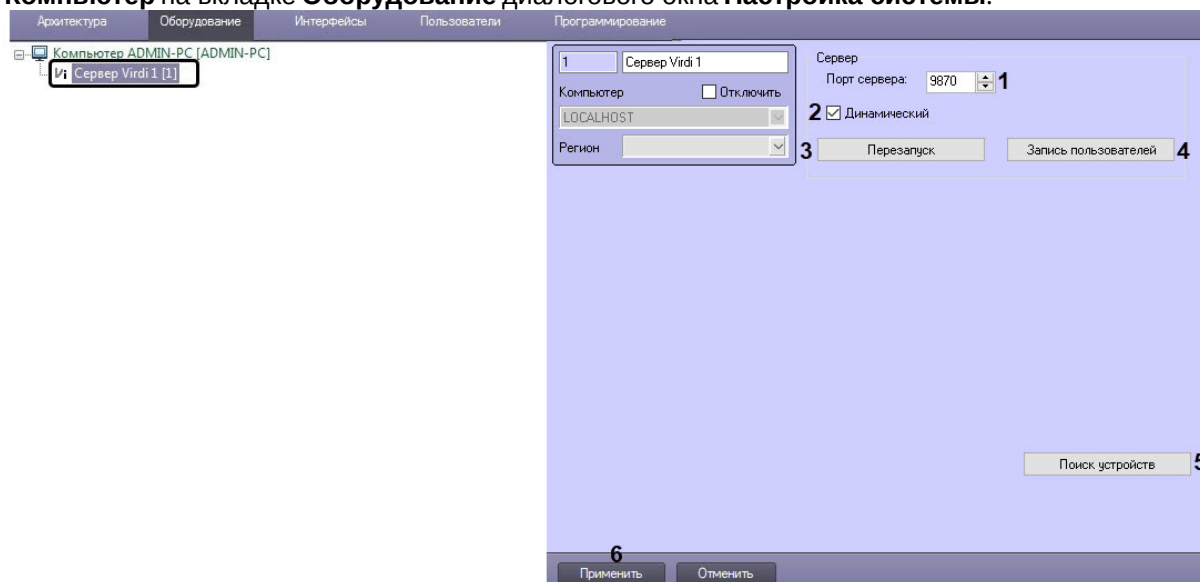 Компьютер на вкладке Оборудование диалогового окна Настройка системы.
Архитектура Оборудование Интерфейсы Пользователи Программирование
Компьютер ADMIN-PC [ADMIN-PC]
Сервер Virdi 1 [1]
1 Сервер Virdi 1
Компьютер Отключить
LOCALHOST
Регион
Сервер
Порт сервера: 9870 1
2 Динамический
3 Перезапуск Запись пользователей 4
Поиск устройств 5
6
Применить Отменить